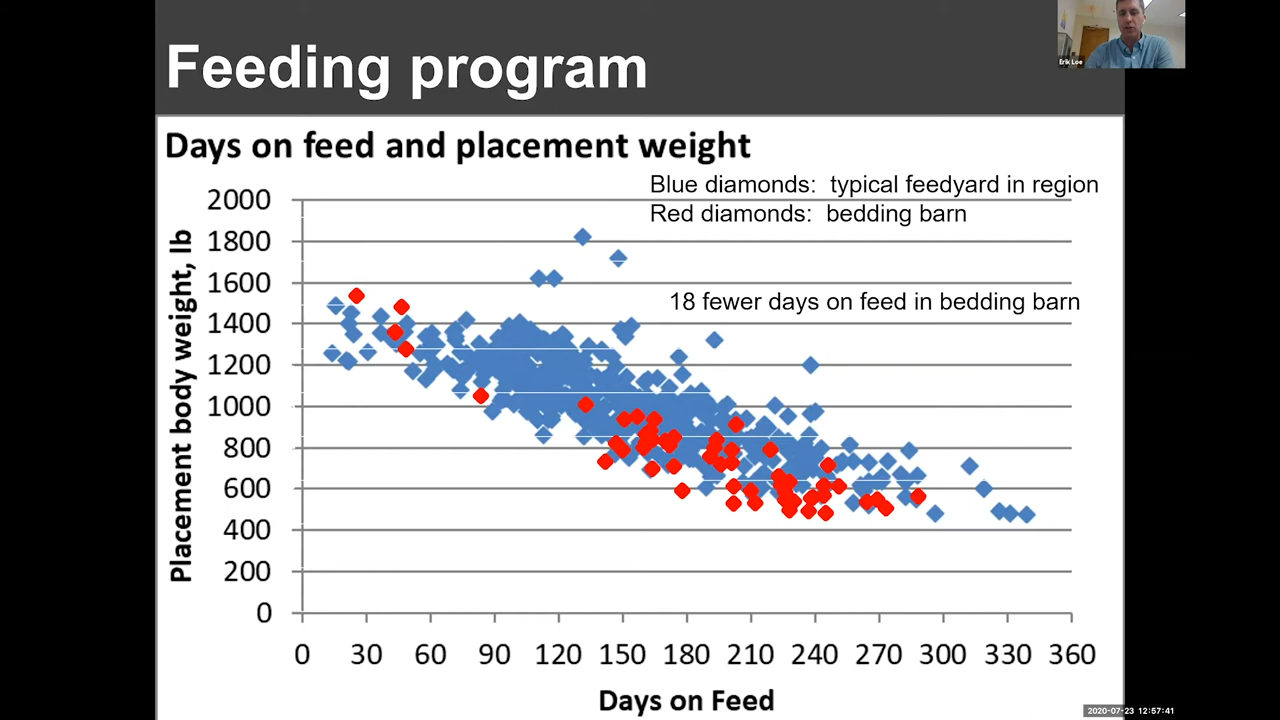 Feeding program
Erik Loe
Days on feed and placement weight
Blue diamonds: typical feedyard in region
Red diamonds: bedding barn
18 fewer days on feed in bedding barn
Placement body weight, lb
2000
1800
1600
1400
1200
1000
800
600
400
200
0
0 30 60 90 120 150 180 210 240 270 300 330 360
Days on Feed
2020-07-23 12:57:41